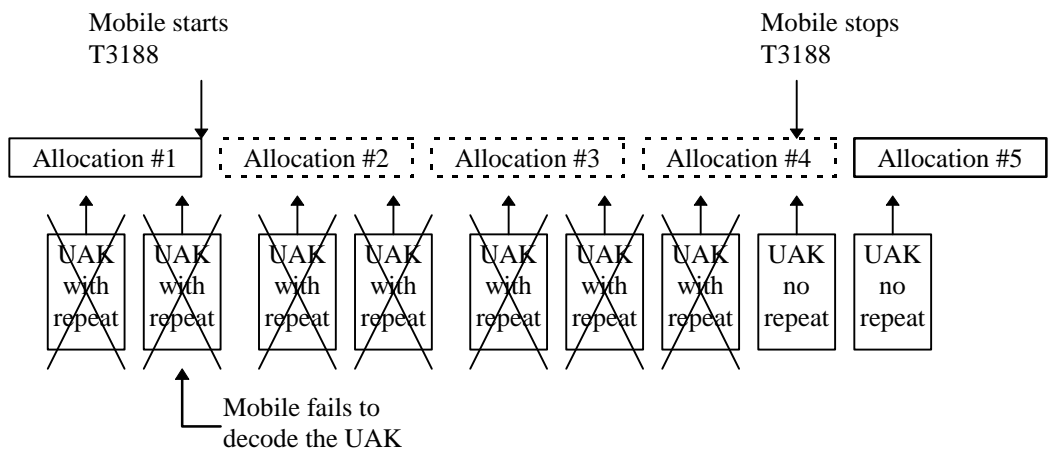 Mobile starts
T3188
Mobile stops
T3188
Allocation #1
Allocation #2
Allocation #3
Allocation #4
Allocation #5
UAK
with
repeat
UAK
with
repeat
UAK
with
repeat
UAK
with
repeat
UAK
with
repeat
UAK
with
repeat
UAK
with
repeat
UAK
no
repeat
UAK
no
repeat
Mobile fails to
decode the UAK